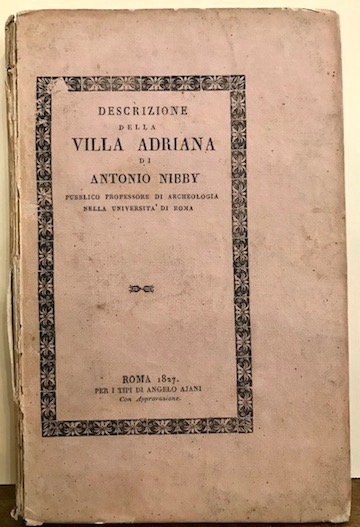 DESCRIZIONE
DELLA
VILLA ADRIANA
DI
ANTONIO NIBBY
PUBBLICO PROFESSORE DI ARCHEOLOGIA
NELLA UNIVERSITA' DI ROMA
ROMA 1827.
PER I TIPI DI ANGELO AJANI
Con Approvazione.